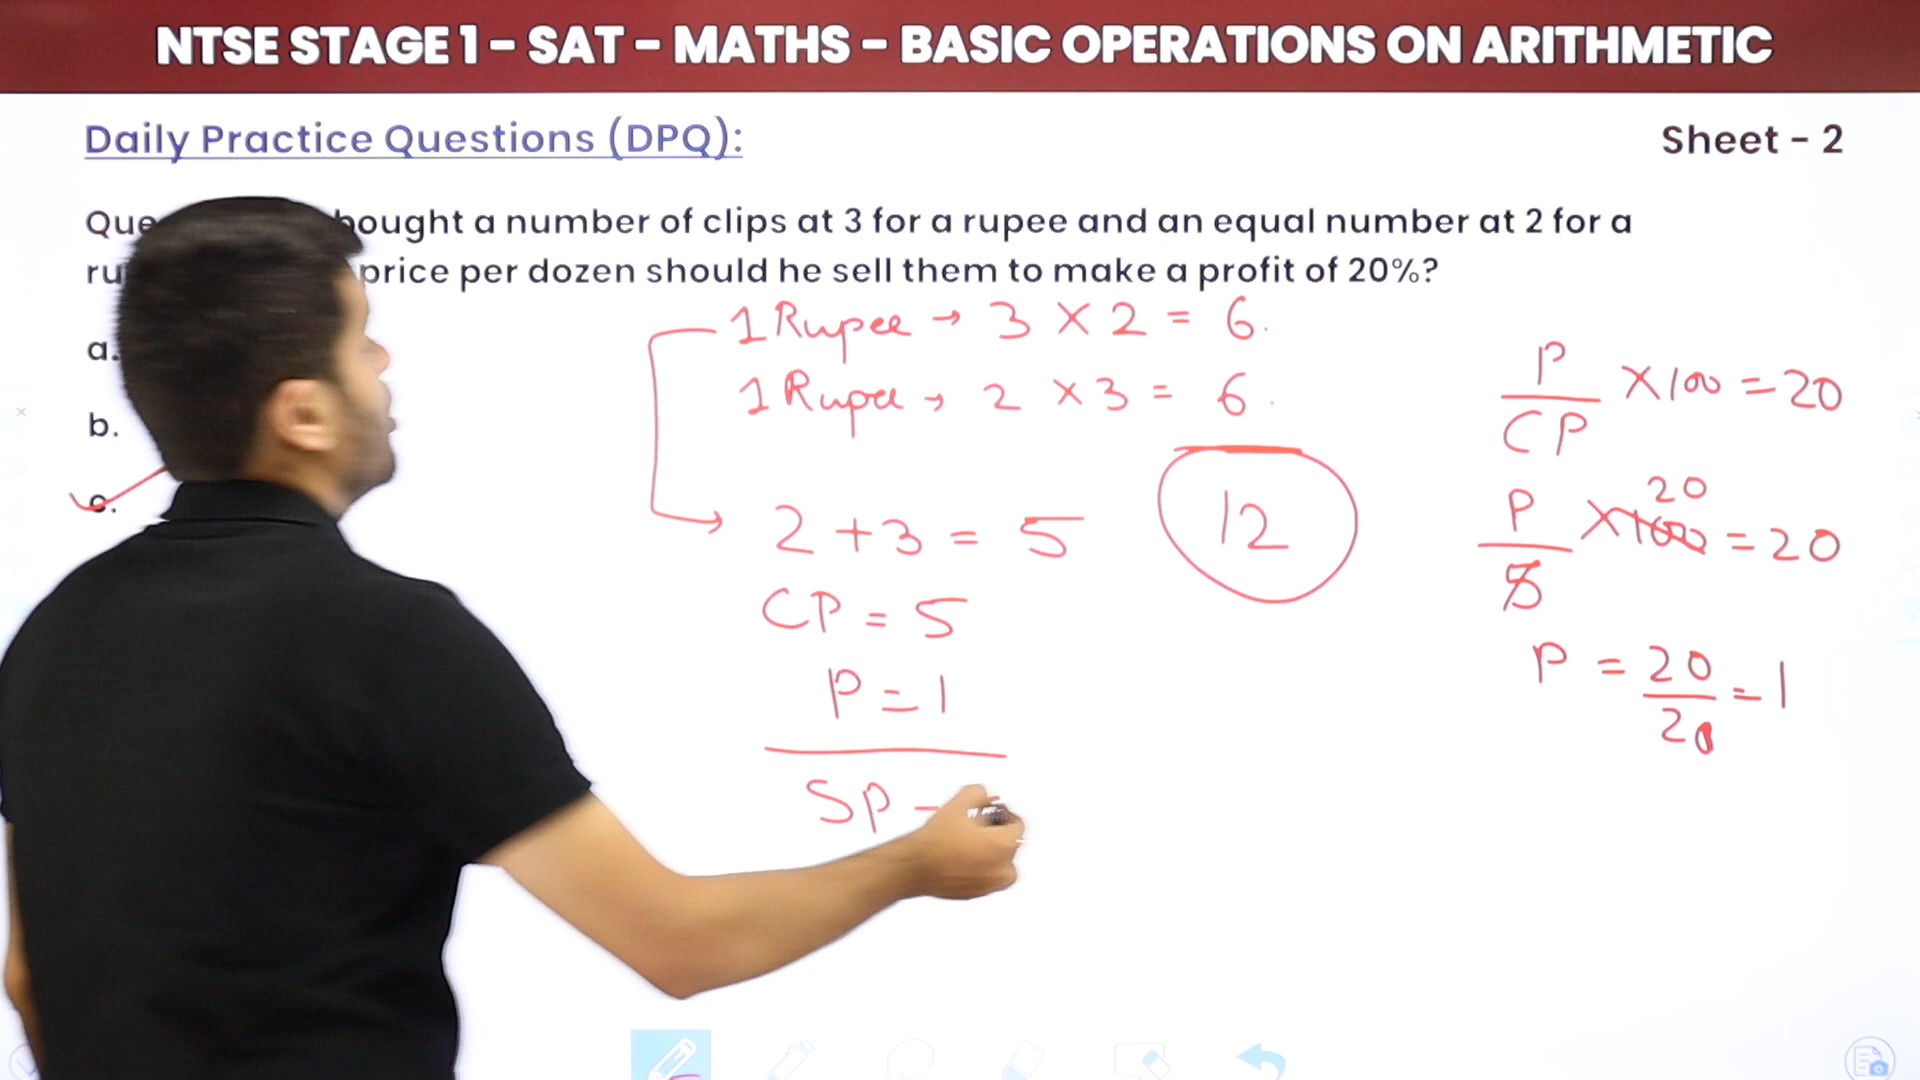 NTSE STAGE 1 - SAT - MATHS - BASIC OPERATIONS ON ARITHMETIC
Daily Practice Questions (DPQ):
Sheet - 2
bought a number of clips at 3 for a rupee and an equal number at 2 for a
price per dozen should he sell them to make a profit of 20%?
a.
b.
c.
1 Rupee → 3 × 2 = 6.
1 Rupee → 2 × 3 = 6.
12
2 + 3 = 5
CP = 5
P = 1
SP
P/CP × 100 = 20
20
P/5 × 100 = 20
P = 20/20 = 1